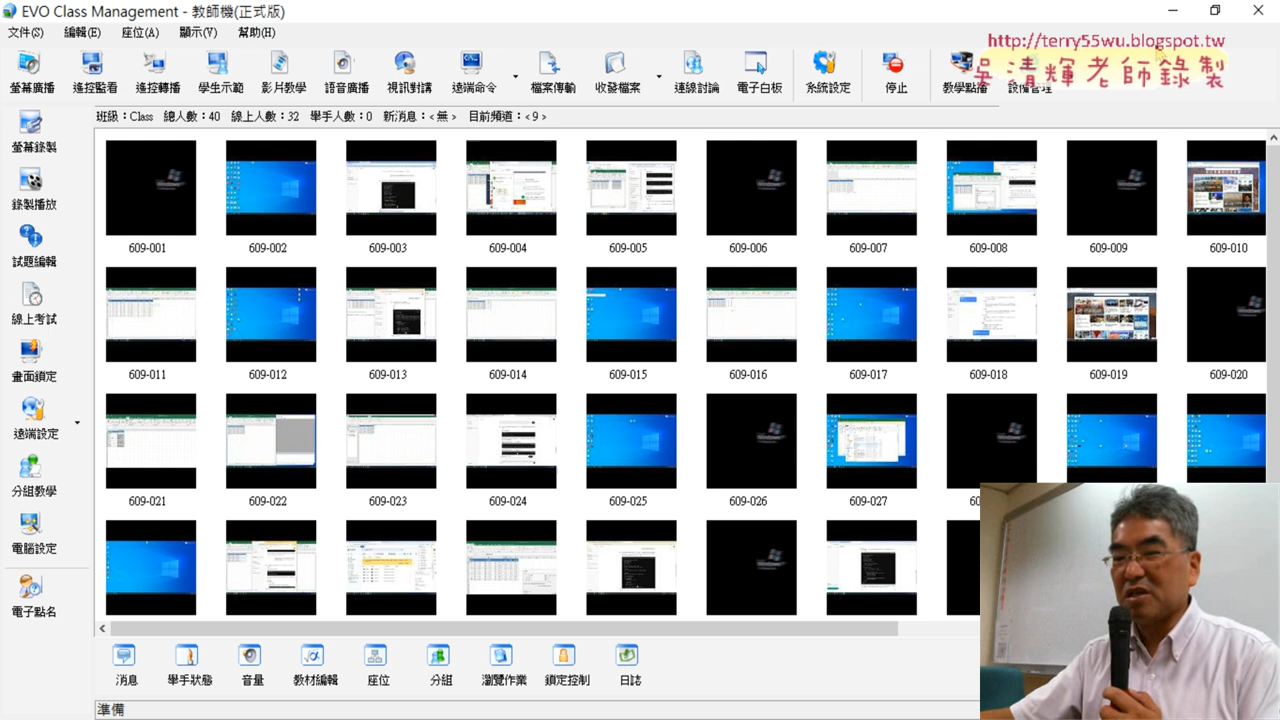 EVO Class Management - 教師機(正式版)
文件(S) 編輯(E) 座位(A) 顯示(V) 幫助(H)
http://terry55wu.blogspot.tw
吳清輝老師錄製
螢幕廣播 遙控監看 遙控轉播 學生示範 影片教學 語音廣播 視訊對講 遠端命令 檔案傳輸 收發檔案 連線討論 電子白板 系統設定 停止 教學點播 設備管理
班級：Class 總人數：40 線上人數：32 舉手人數：0 新消息：< 無 > 目前頻道：< 9 >
螢幕錄製
錄製播放
試題編輯
線上考試
畫面鎖定
遠端設定
分組教學
電腦設定
電子點名
609-001 609-002 609-003 609-004 609-005 609-006 609-007 609-008 609-009 609-010
609-011 609-012 609-013 609-014 609-015 609-016 609-017 609-018 609-019 609-020
609-021 609-022 609-023 609-024 609-025 609-026 609-027
消息 舉手狀態 音量 教材編輯 座位 分組 瀏覽作業 鎖定控制 日誌
準備